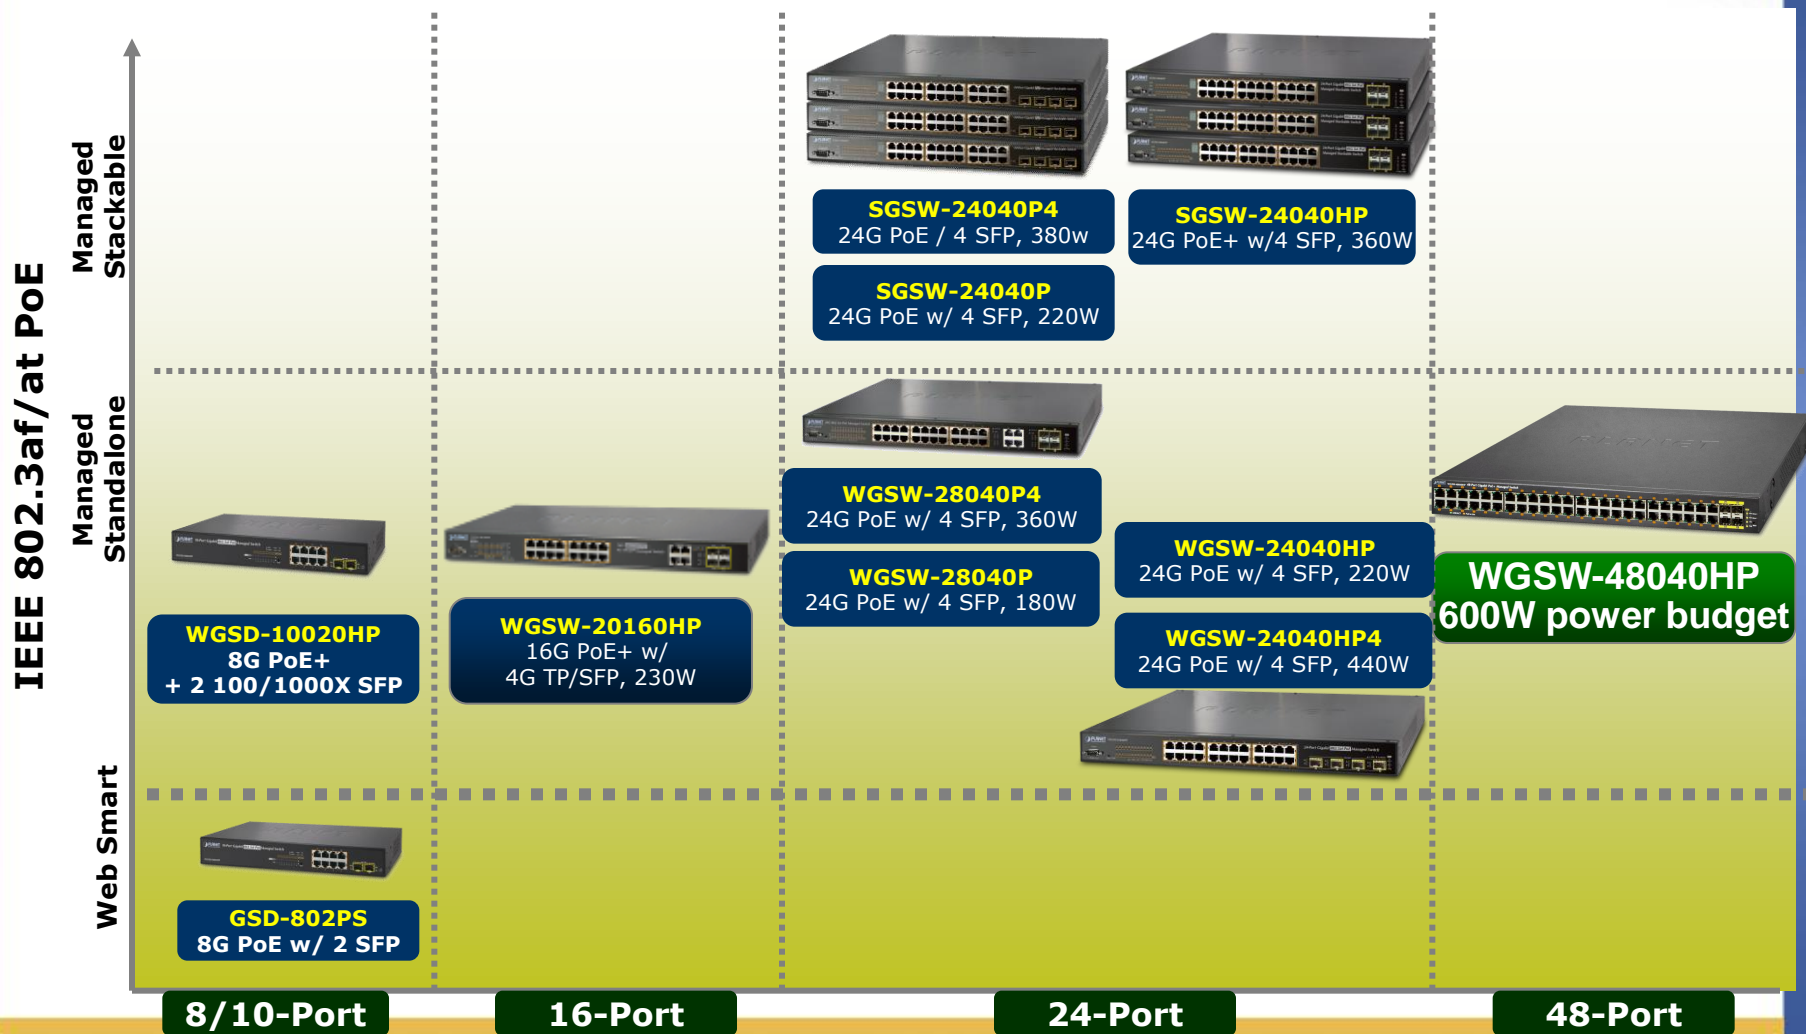 IEEE 802.3af/at PoE
Managed
Stackable
SGSW-24040P4
24G PoE / 4 SFP, 380w
SGSW-24040HP
24G PoE+ w/4 SFP, 360W
SGSW-24040P
24G PoE w/ 4 SFP, 220W
Managed
Standalone
WGSD-10020HP
8G PoE+
+ 2 100/1000X SFP
WGSW-20160HP
16G PoE+ w/
4G TP/SFP, 230W
WGSW-28040P4
24G PoE w/ 4 SFP, 360W
WGSW-28040P
24G PoE w/ 4 SFP, 180W
WGSW-24040HP
24G PoE w/ 4 SFP, 220W
WGSW-24040HP4
24G PoE w/ 4 SFP, 440W
PLANET
WGSW-48040HP
600W power budget
Web Smart
GSD-802PS
8G PoE w/ 2 SFP
8/10-Port
16-Port
24-Port
48-Port